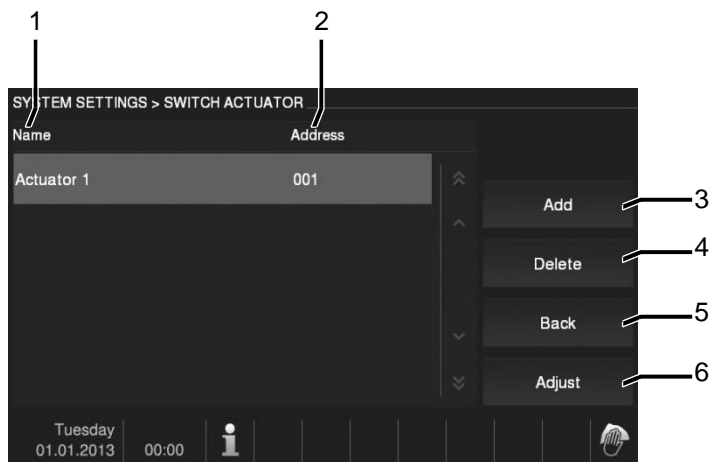 1 2
SYSTEM SETTINGS > SWITCH ACTUATOR
Name Address
Actuator 1 001
Add 3
Delete 4
Back 5
Adjust 6
Tuesday
01.01.2013 00:00